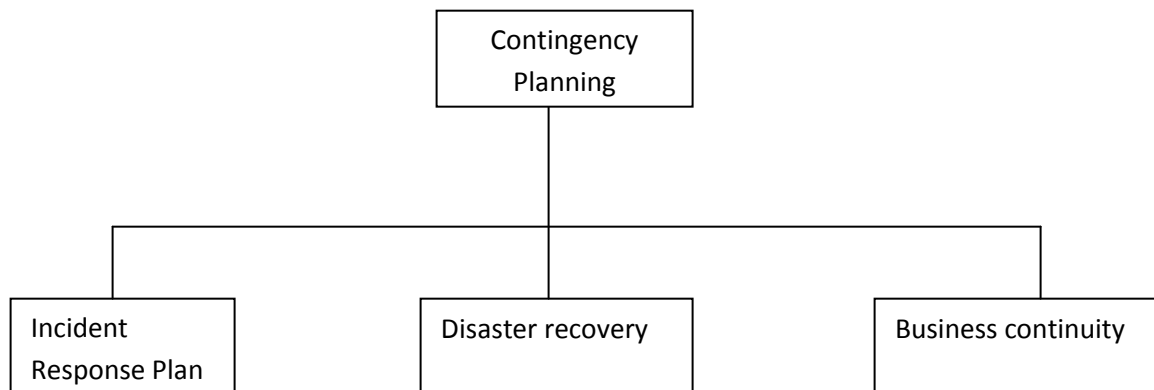 Contingency
Planning
Incident
Response Plan
Disaster recovery
Business continuity